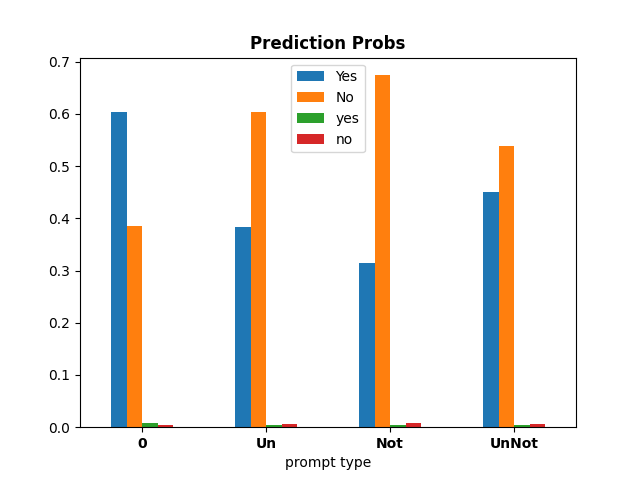 Prediction Probs
0.7
0.6
0.5
0.4
0.3
0.2
0.1
0.0
Yes
No
yes
no
0 Un Not UnNot
prompt type